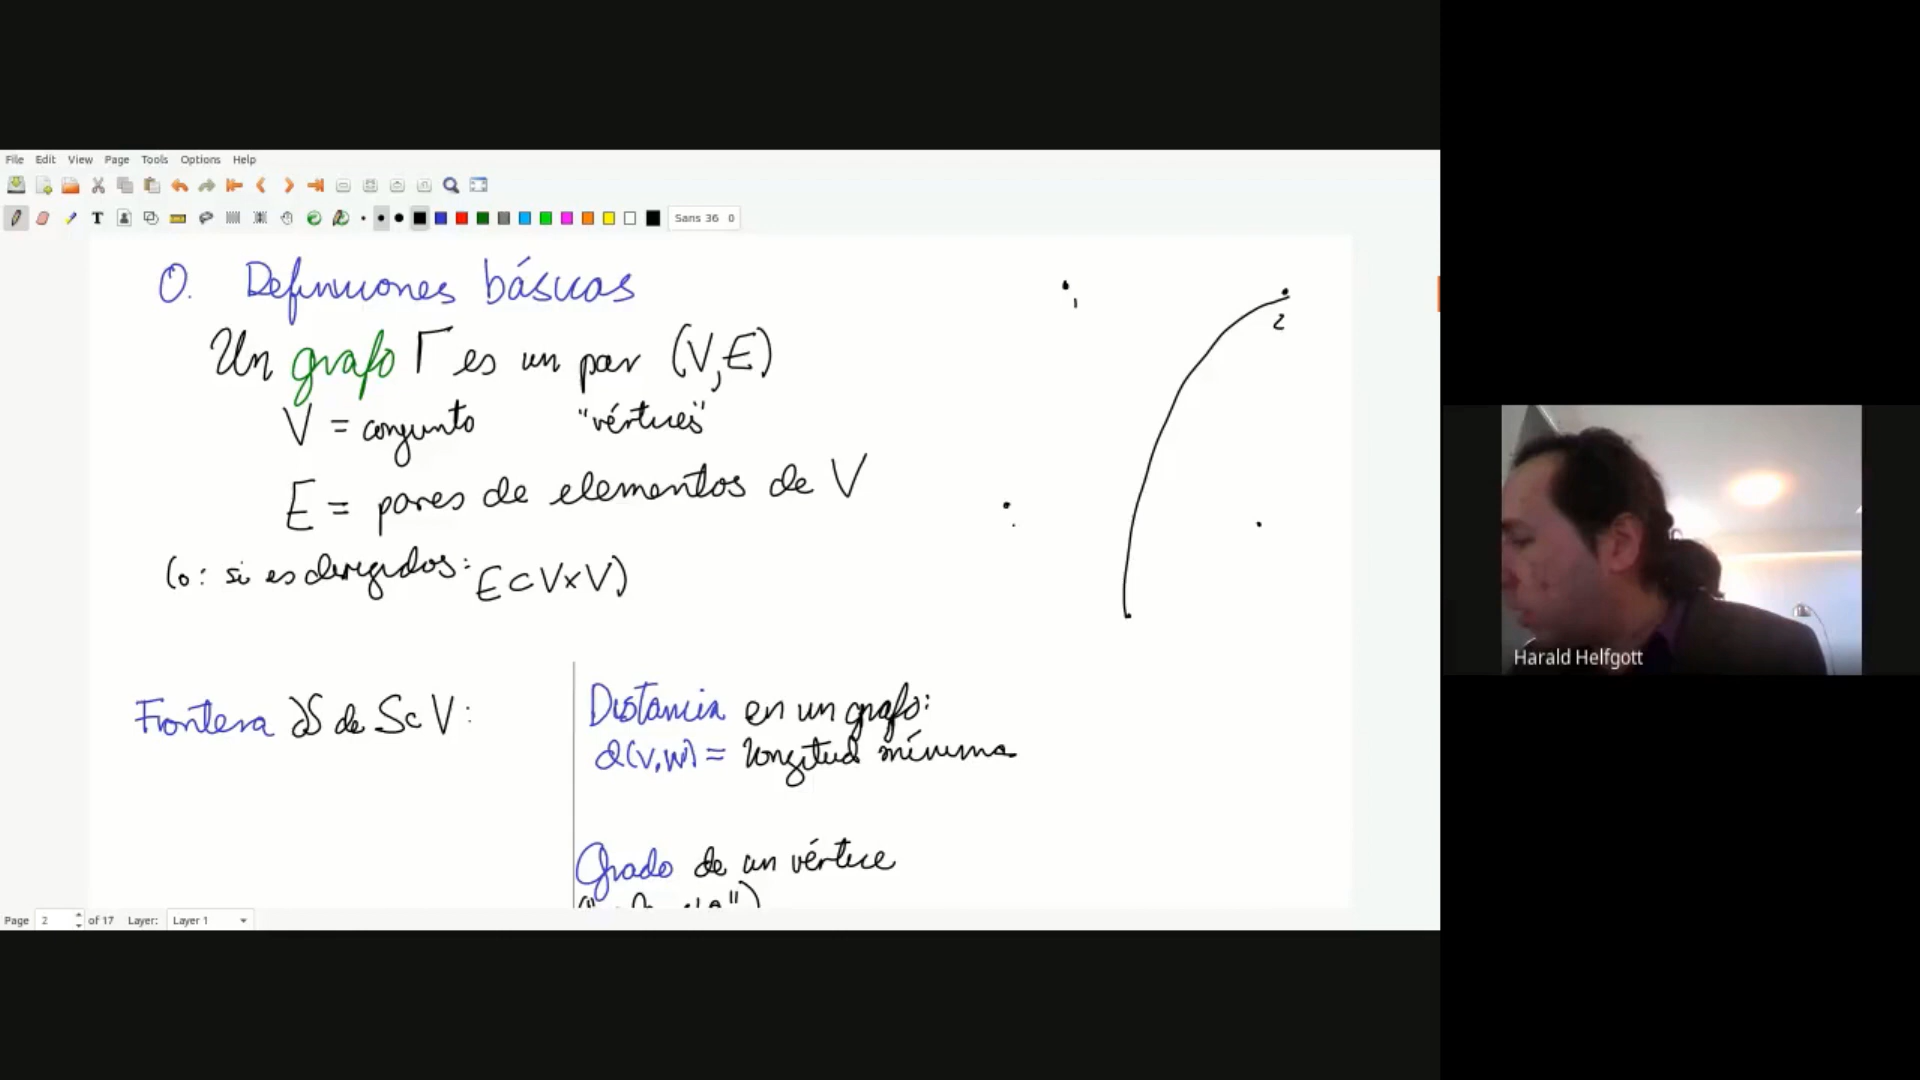 File Edit View Page Tools Options Help
T Sans 36 0
0. Definiciones básicas
Un grafo Γ es un par (V,E)
V = conjunto "vértices"
E = pares de elementos de V
(o: si es dirigidos: E ⊂ V×V)
1
2
Frontera ∂S de S ⊂ V:
Distancia en un grafo:
d(v,w) = longitud mínima
Grado de un vértice
Page 2 of 17 Layer: Layer 1
Harald Helfgott